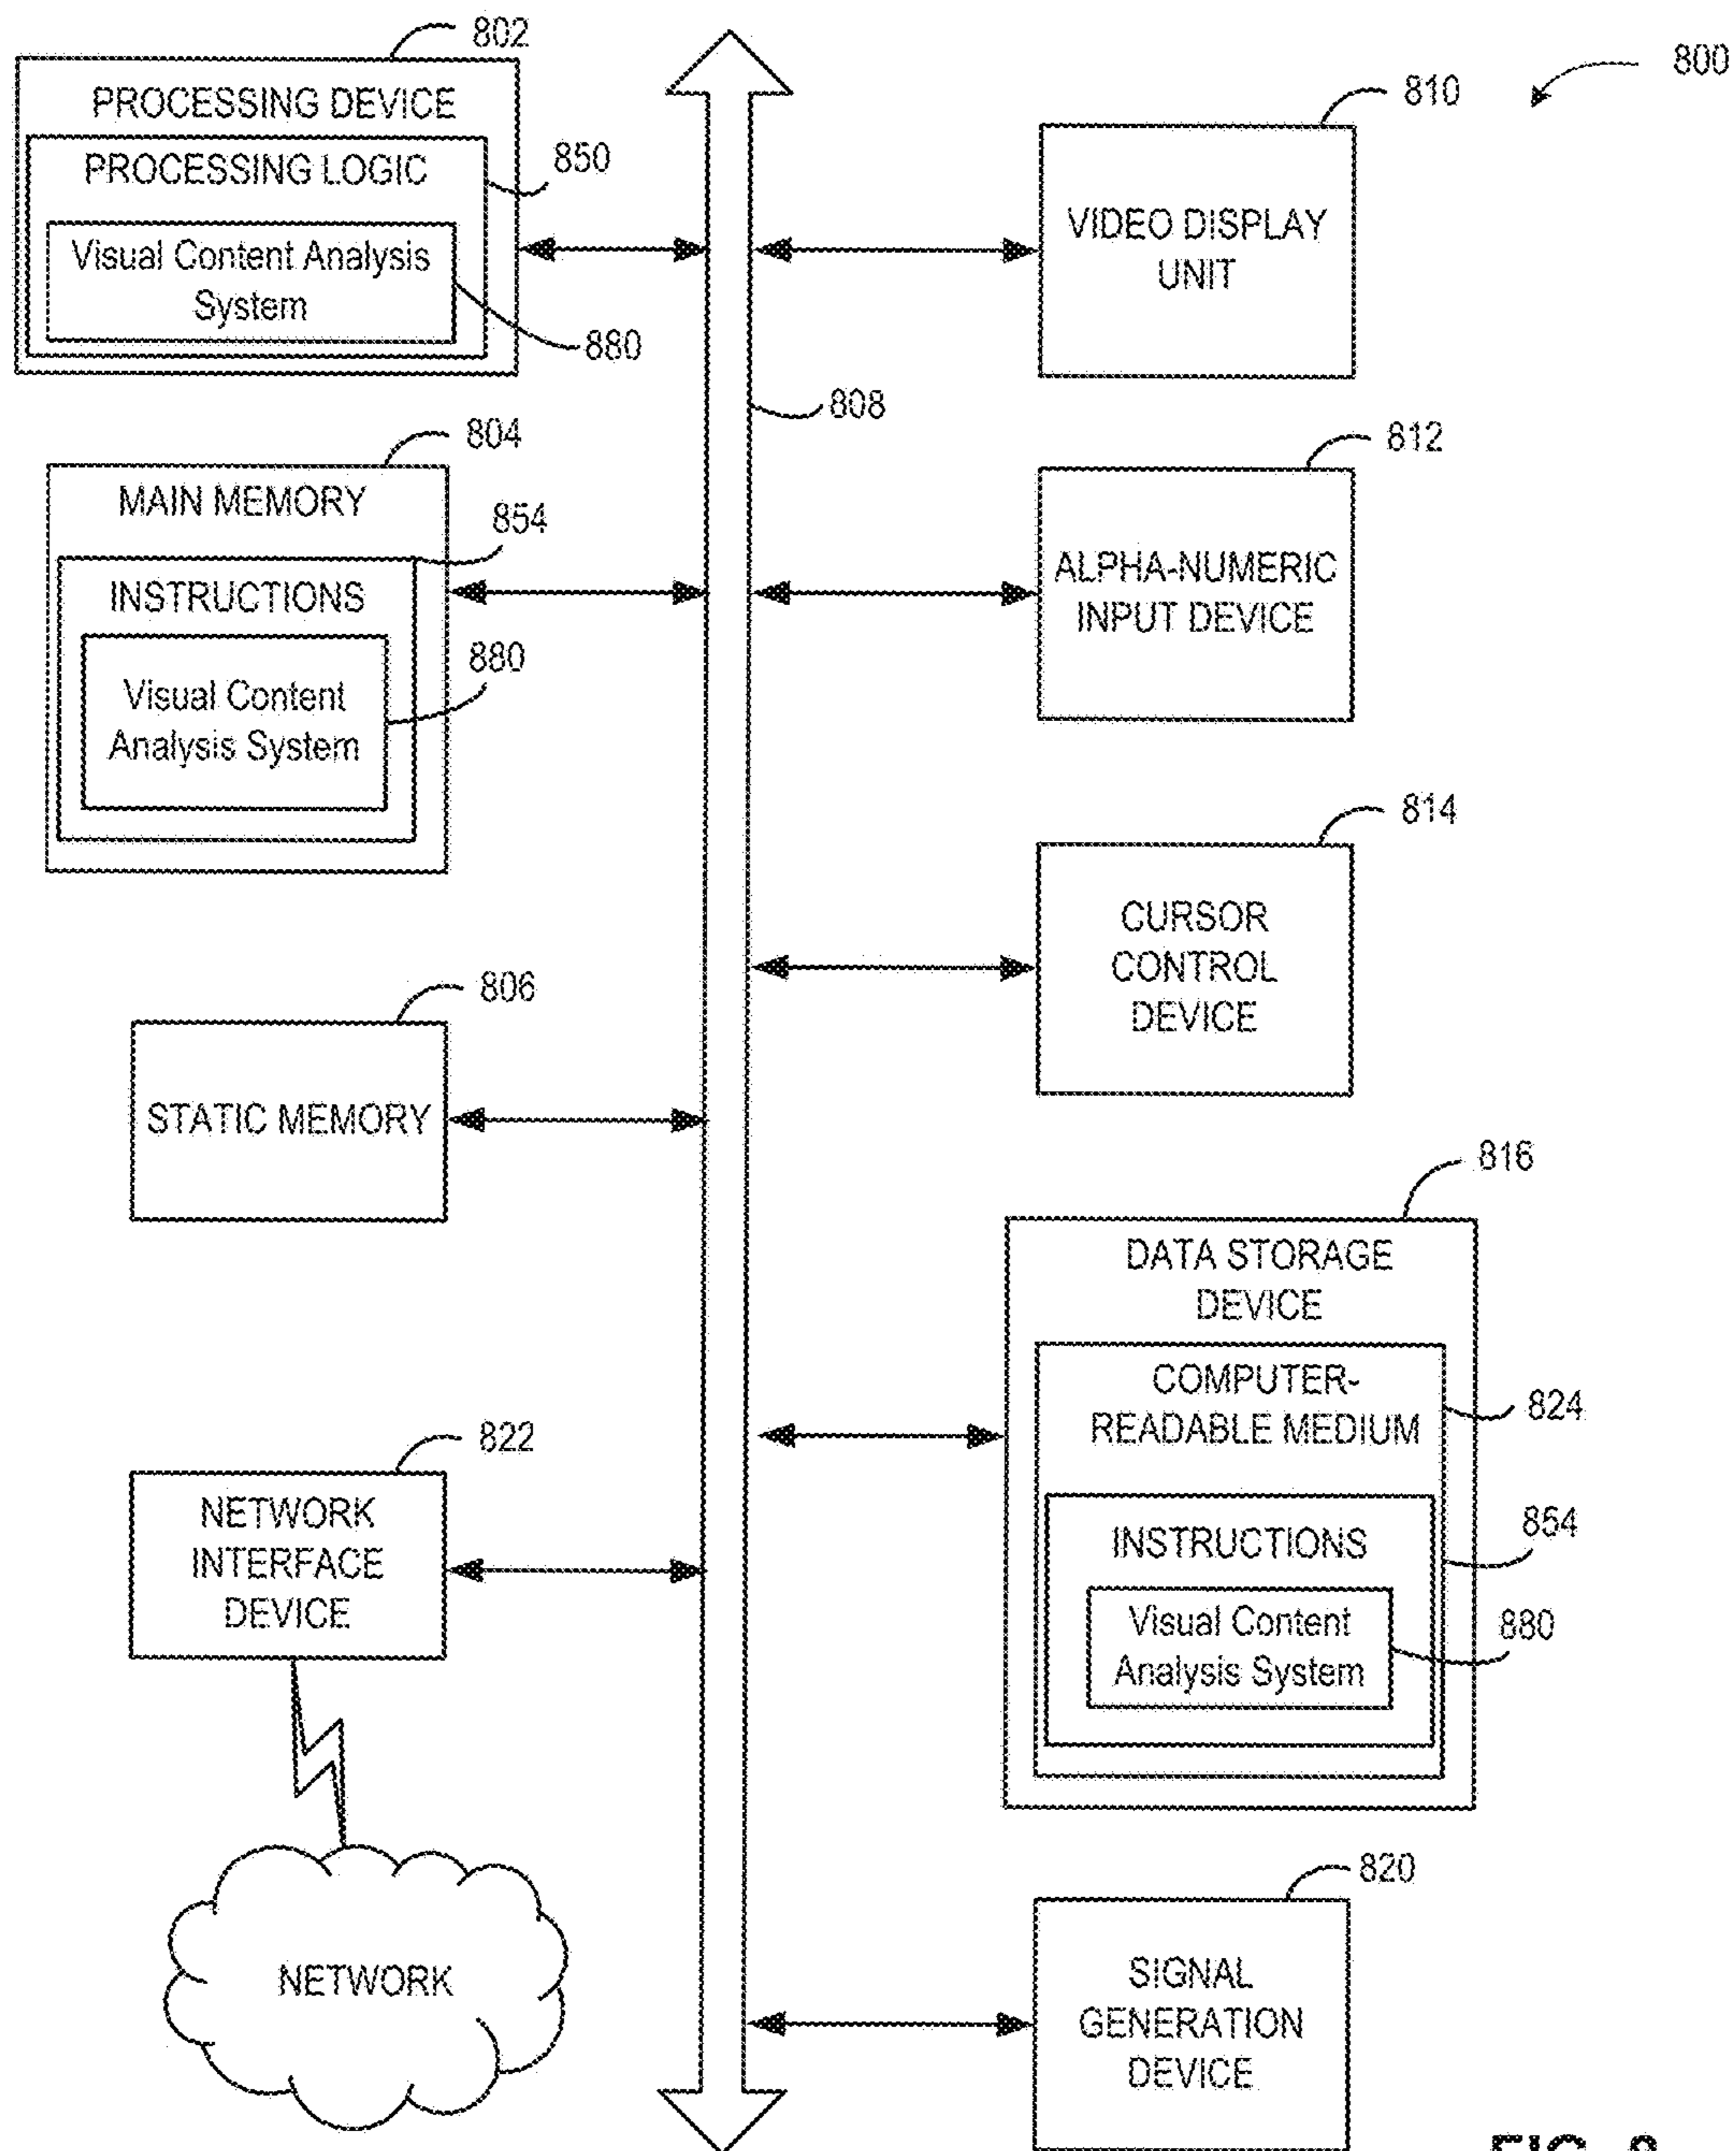 802
PROCESSING DEVICE
PROCESSING LOGIC
850
Visual Content Analysis
System
880
808
804
MAIN MEMORY
854
INSTRUCTIONS
880
Visual Content
Analysis System
806
STATIC MEMORY
822
NETWORK
INTERFACE
DEVICE
NETWORK
800
810
VIDEO DISPLAY
UNIT
812
ALPHA-NUMERIC
INPUT DEVICE
814
CURSOR
CONTROL
DEVICE
816
DATA STORAGE
DEVICE
COMPUTER-
READABLE MEDIUM
824
INSTRUCTIONS
854
Visual Content
Analysis System
880
820
SIGNAL
GENERATION
DEVICE
FIG. 8